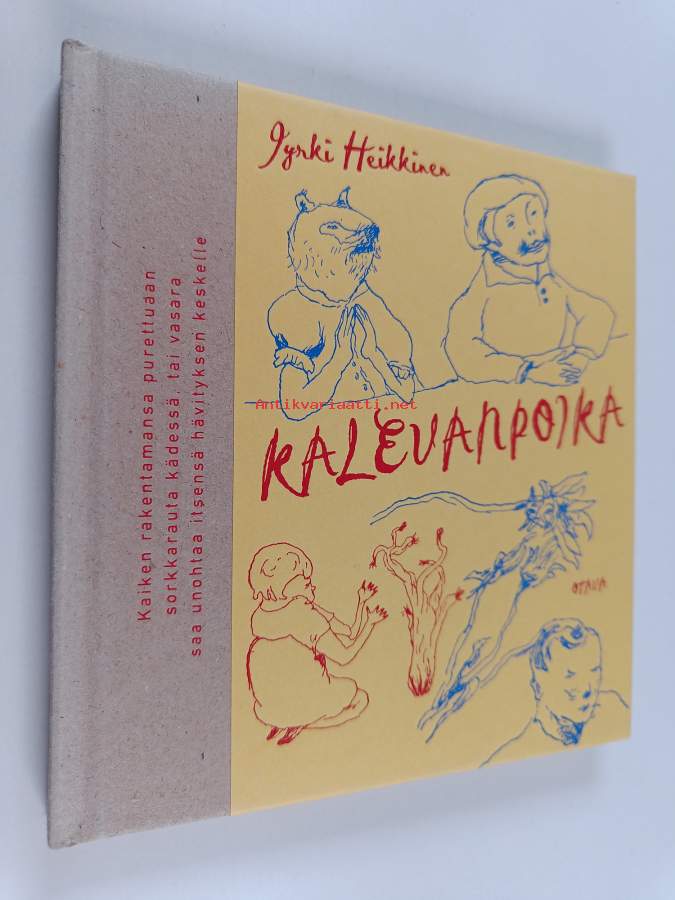 Jyrki Heikkinen
KALEVANPOIKA
OTAVA
Kaiken rakentamansa purettuaan
sorkkarauta kädessä, tai vasara
saa unohtaa itsensä hävityksen keskelle
Antikvariaatti.net